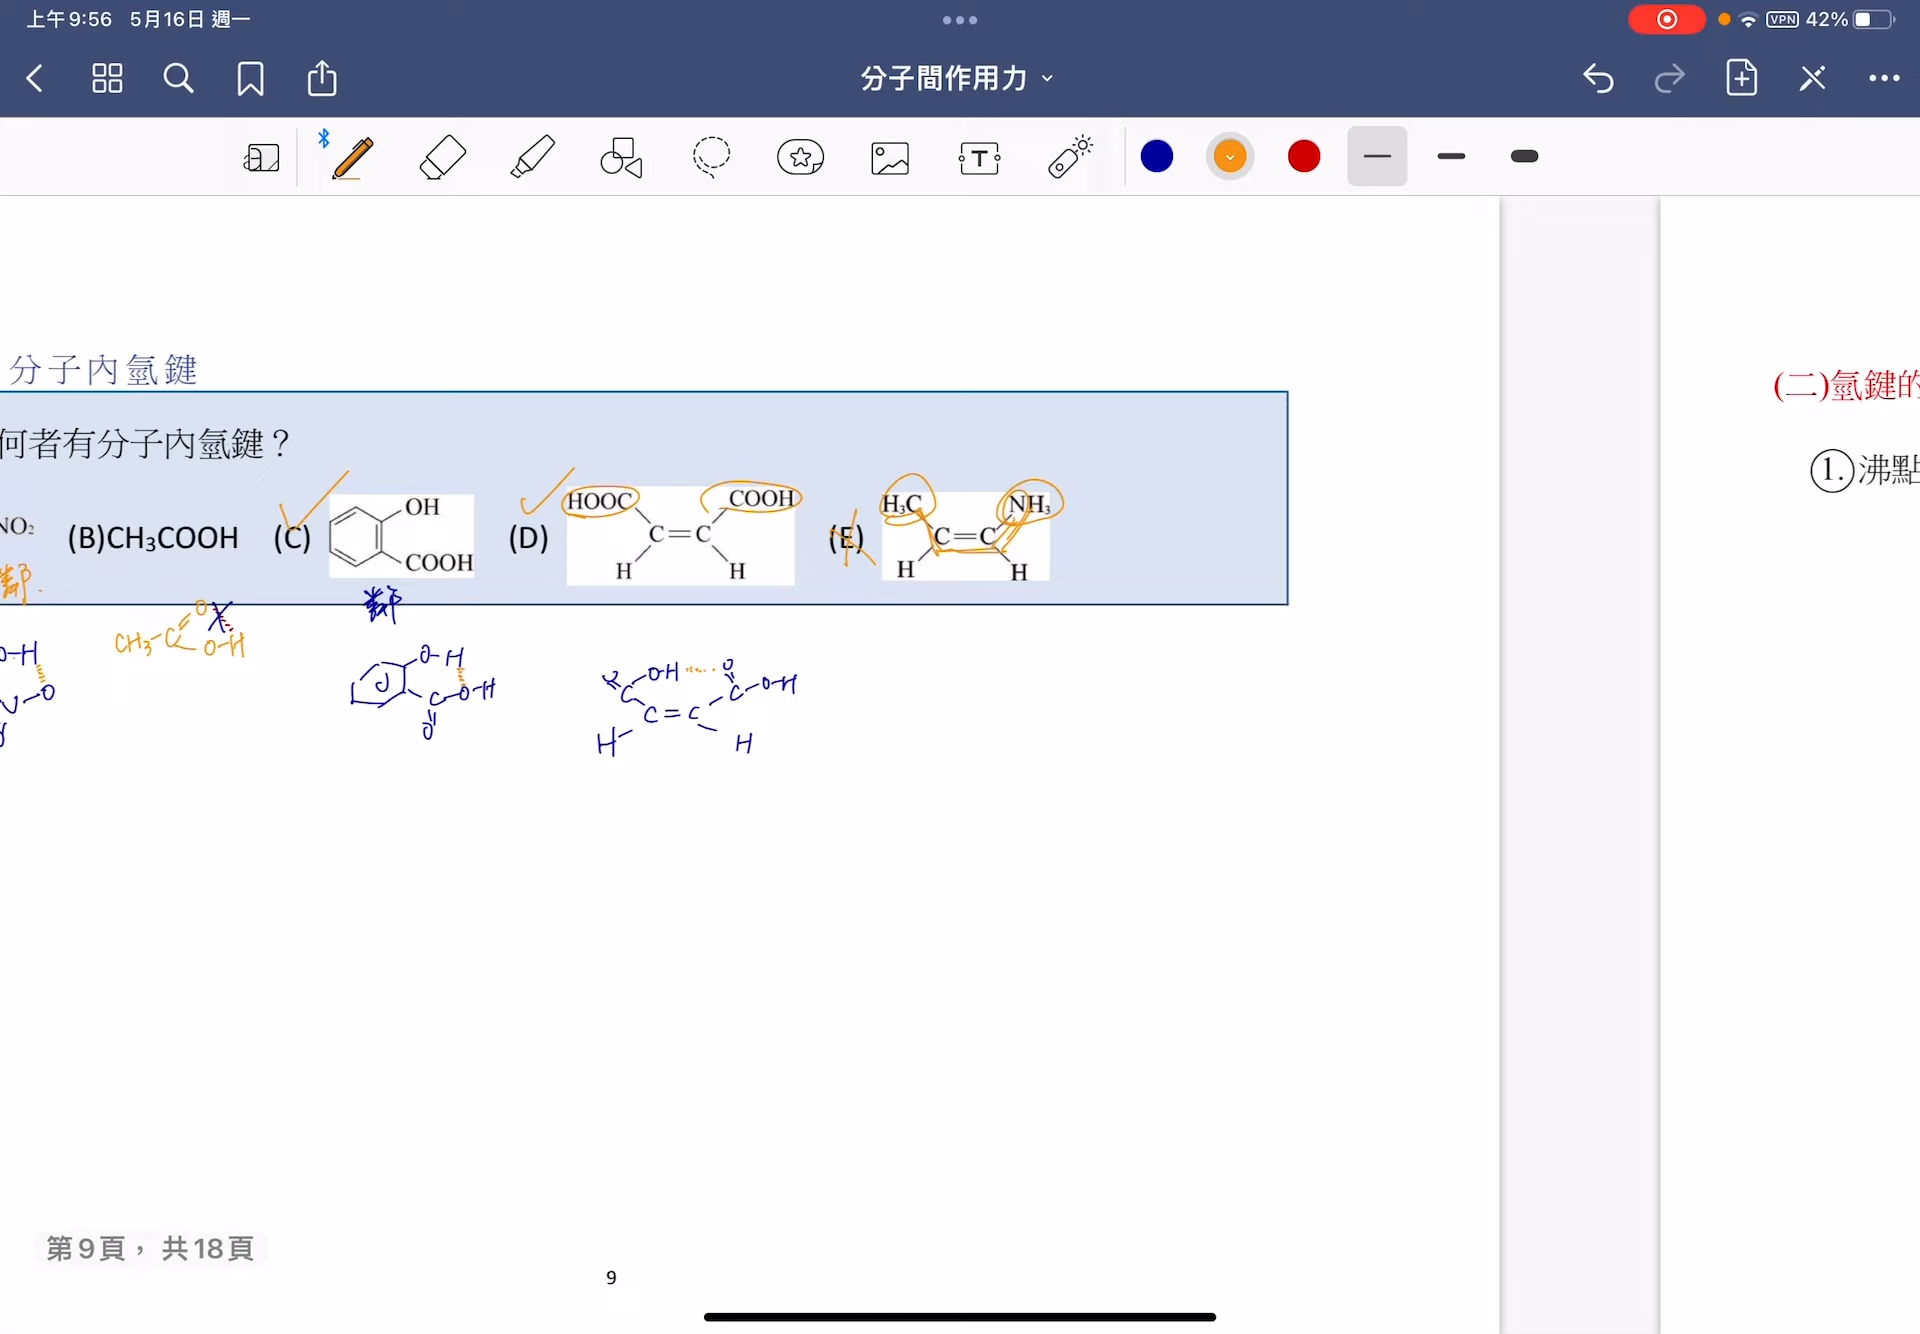 上午9:56 5月16日 週一
VPN 42%
分子間作用力
分子內氫鍵
何者有分子內氫鍵？
NO₂ (B)CH₃COOH (C) OH COOH (D) HOOC COOH C=C H H (E) H₃C NH₃ C=C H H
鄰
鄰
CH₃-C O O-H
O-H
O
O-H C O-H O
O C OH O C O-H C=C H H
(二)氫鍵的
①.沸點
第9頁，共18頁
9